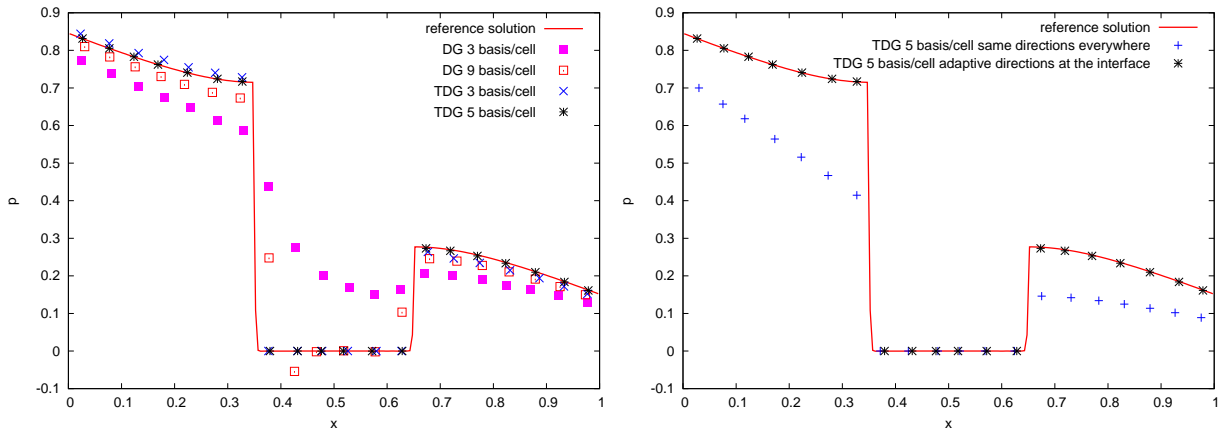 0.9
0.8
0.7
0.6
0.5
0.4
0.3
0.2
0.1
0
-0.1
p
0 0.1 0.2 0.3 0.4 0.5 0.6 0.7 0.8 0.9 1
x
reference solution
DG 3 basis/cell
DG 9 basis/cell
TDG 3 basis/cell
TDG 5 basis/cell
0.9
0.8
0.7
0.6
0.5
0.4
0.3
0.2
0.1
0
-0.1
p
0 0.1 0.2 0.3 0.4 0.5 0.6 0.7 0.8 0.9 1
x
reference solution
TDG 5 basis/cell same directions everywhere
TDG 5 basis/cell adaptive directions at the interface